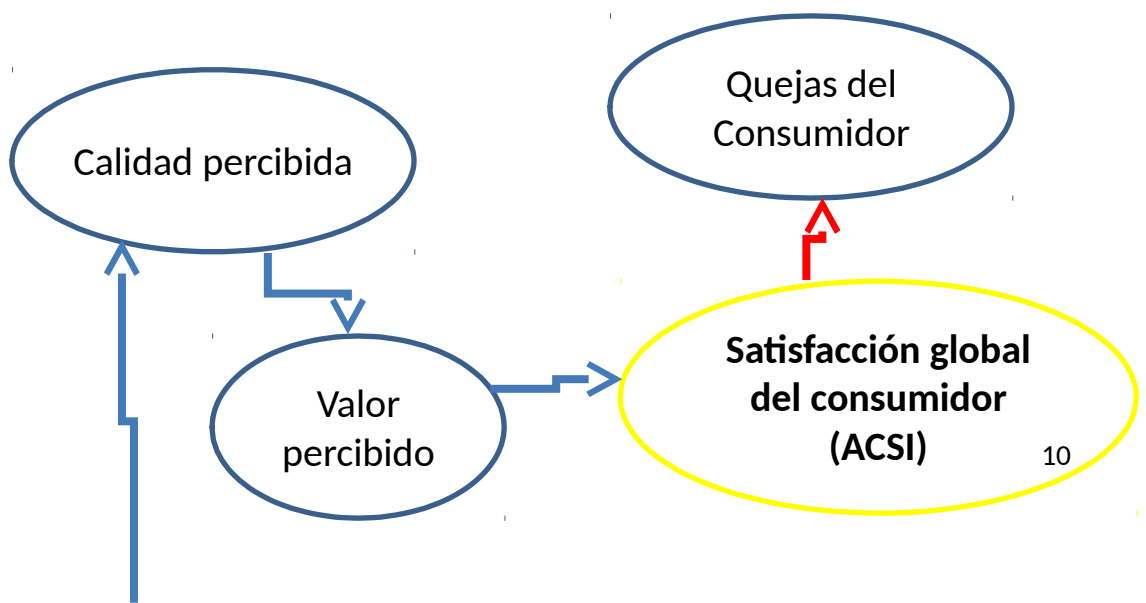 Quejas del
Consumidor
Calidad percibida
Satisfacción global
del consumidor
(ACSI)
Valor
percibido
10